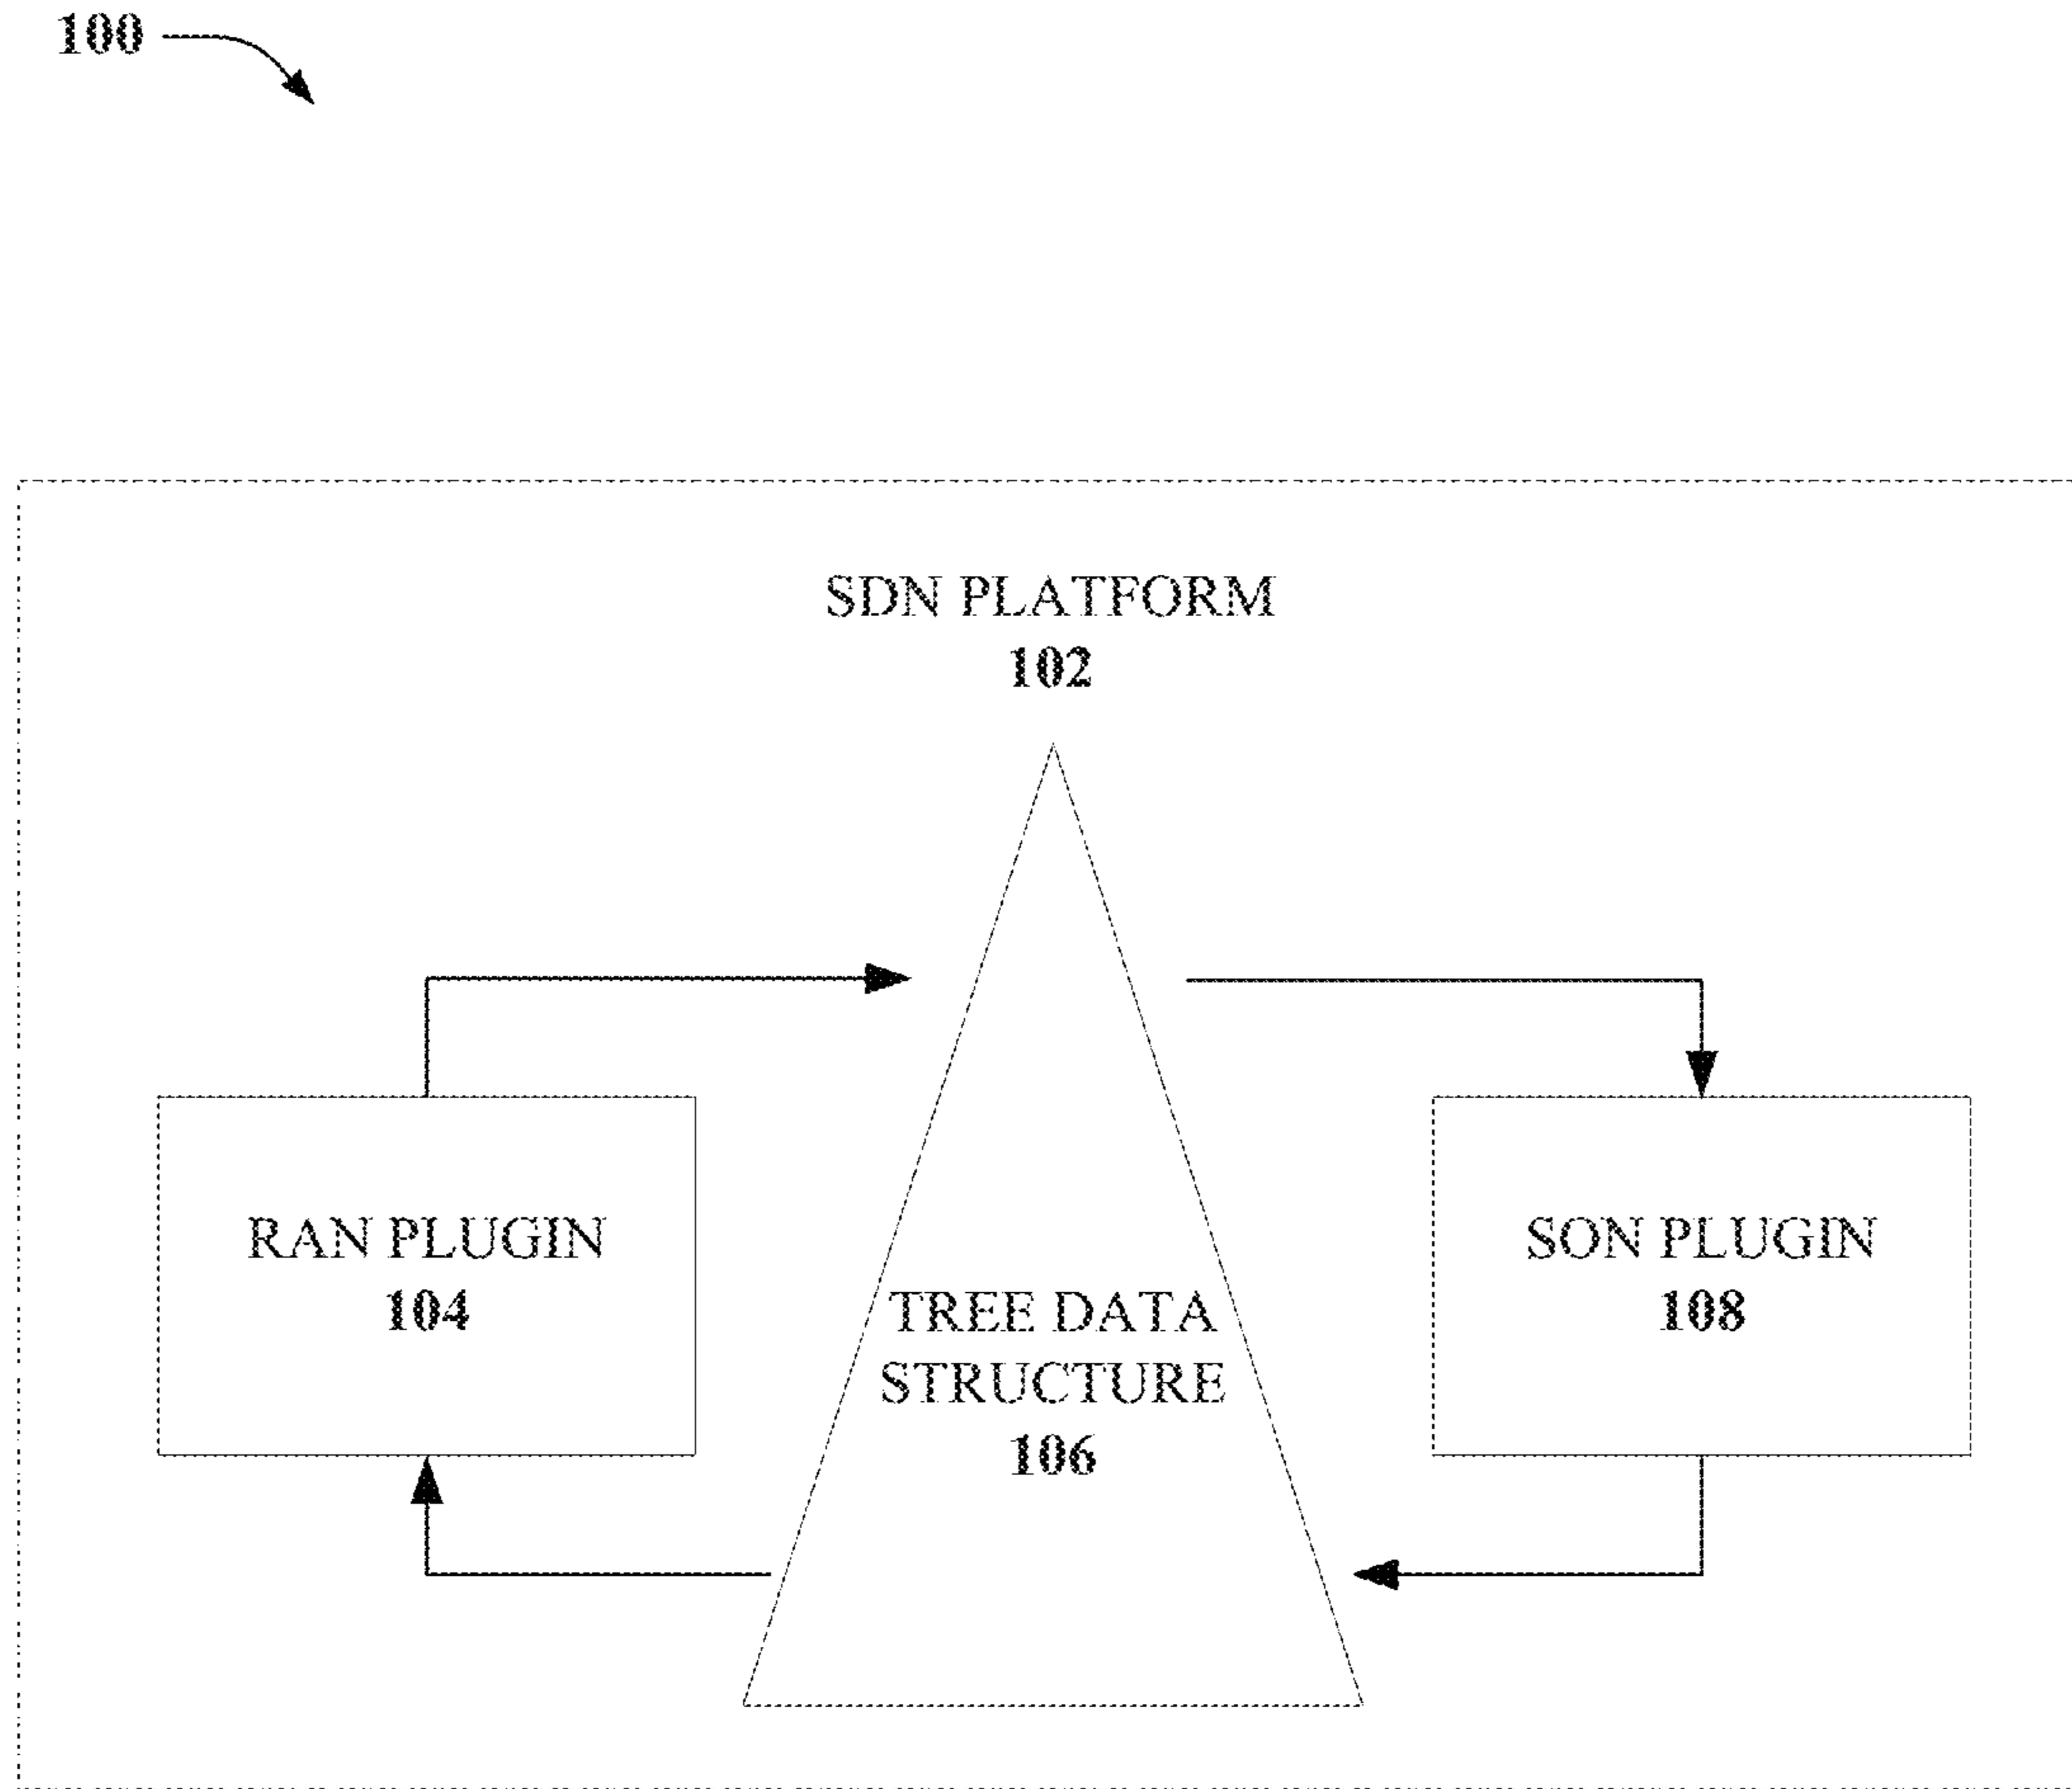 100
SDN PLATFORM
102
RAN PLUGIN
104
TREE DATA
STRUCTURE
106
SON PLUGIN
108